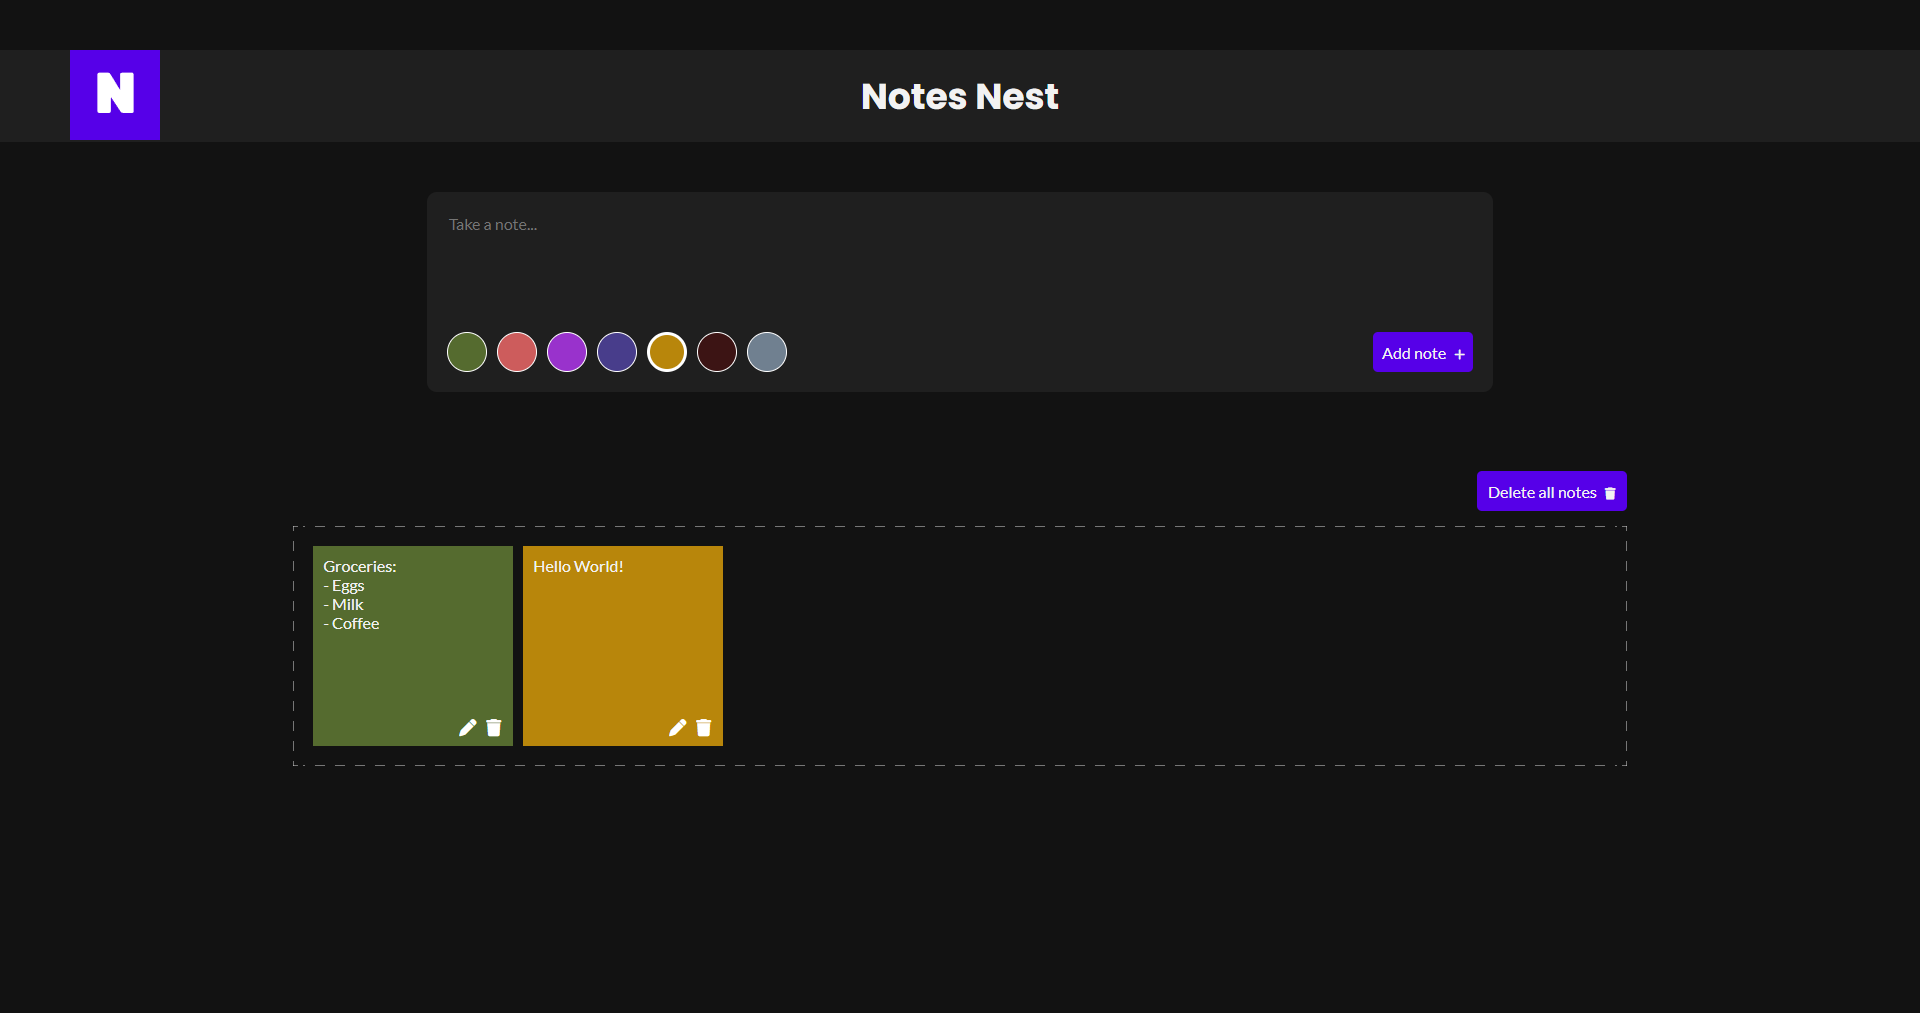 N
Notes Nest
Take a note...
Add note +
Delete all notes
Groceries:
- Eggs
- Milk
- Coffee
Hello World!